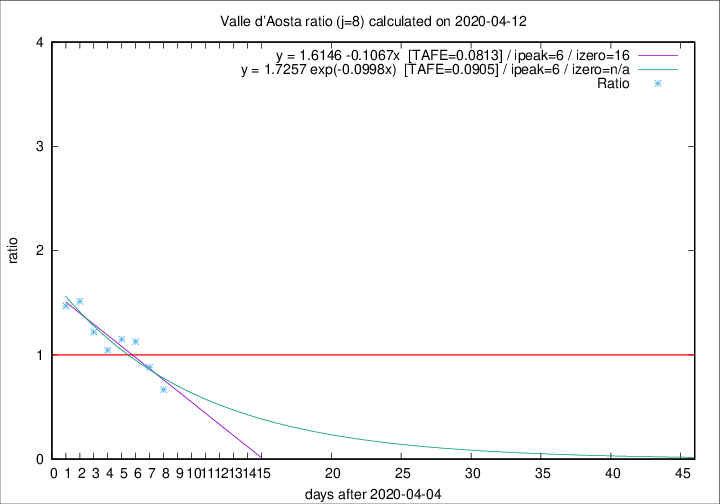 Valle d'Aosta ratio (j=8) calculated on 2020-04-12
y = 1.6146 -0.1067x  [TAFE=0.0813] / ipeak=6 / izero=16
y = 1.7257 exp(-0.0998x)  [TAFE=0.0905] / ipeak=6 / izero=n/a
Ratio
4
3
2
1
0
ratio
0 1 2 3 4 5 6 7 8 9 10 11 12 13 14 15 20 25 30 35 40 45
days after 2020-04-04